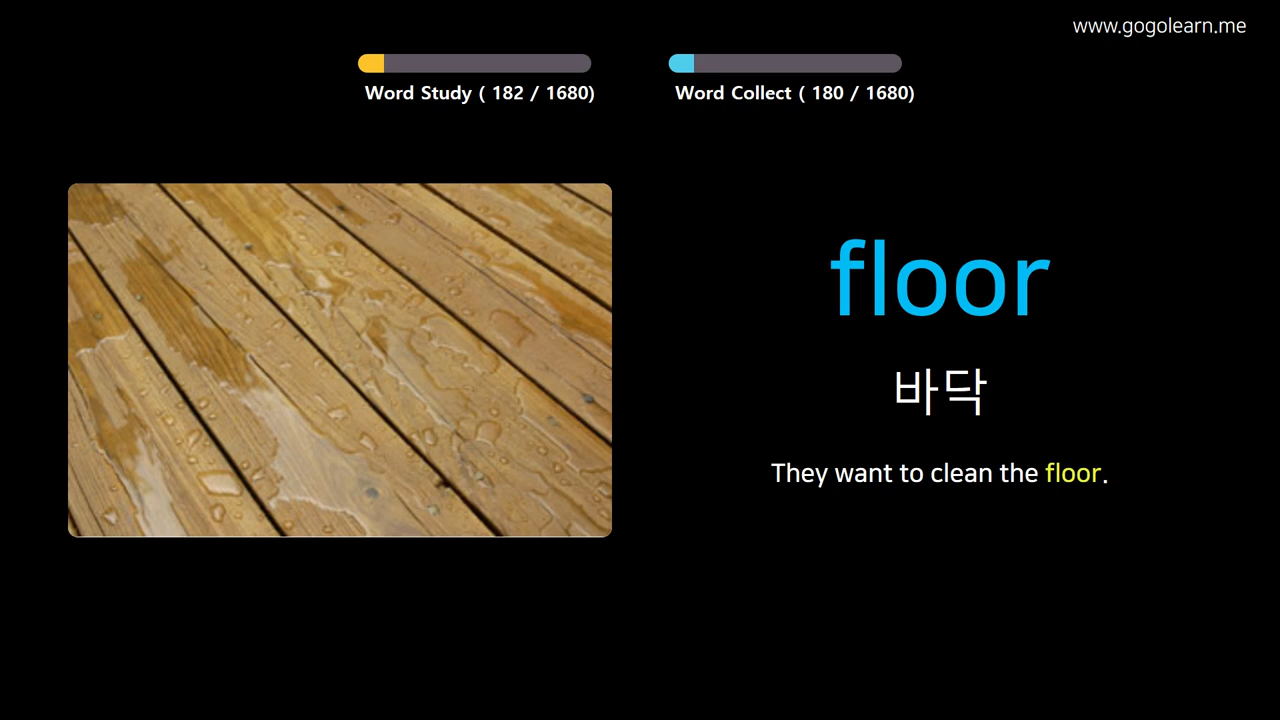 www.gogolearn.me
Word Study ( 182 / 1680)
Word Collect ( 180 / 1680)
floor
바닥
They want to clean the floor.